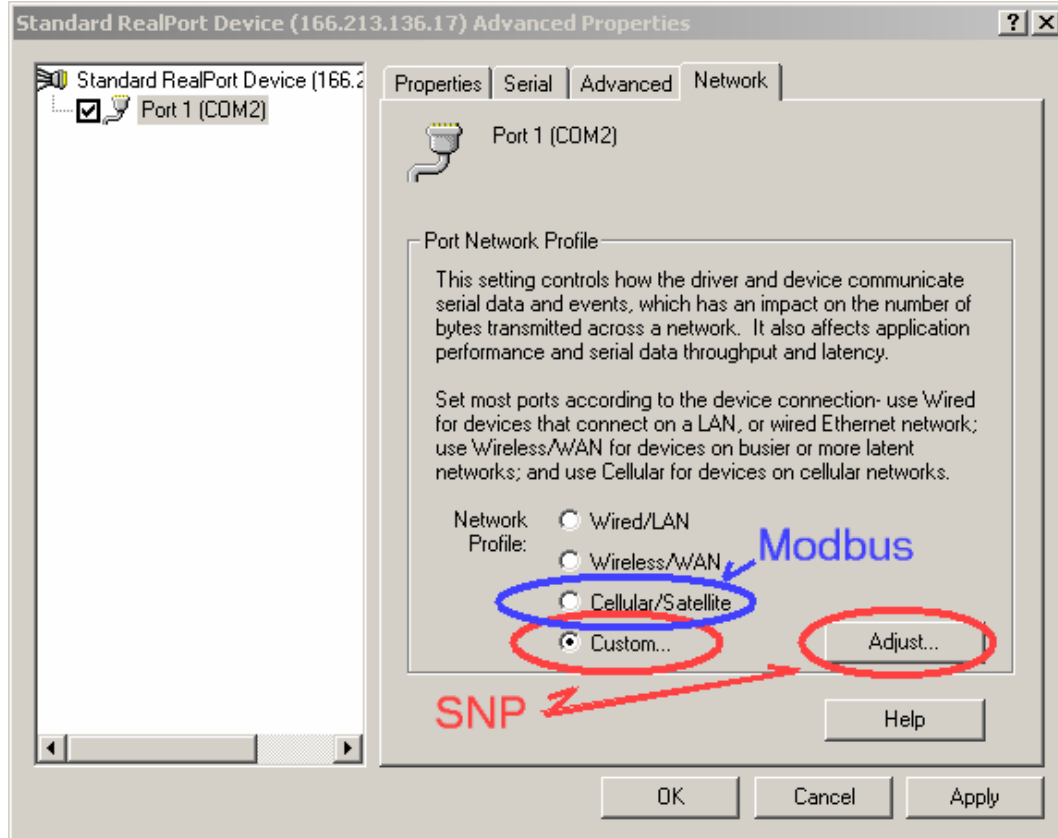 Standard RealPort Device (166.213.136.17) Advanced Properties
Standard RealPort Device (166.2
Port 1 (COM2)
Properties Serial Advanced Network
Port 1 (COM2)
Port Network Profile
This setting controls how the driver and device communicate
serial data and events, which has an impact on the number of
bytes transmitted across a network. It also affects application
performance and serial data throughput and latency.
Set most ports according to the device connection- use Wired
for devices that connect on a LAN, or wired Ethernet network;
use Wireless/WAN for devices on busier or more latent
networks; and use Cellular for devices on cellular networks.
Network Profile:
Wired/LAN
Wireless/WAN
Modbus
Cellular/Satellite
Custom...
Adjust...
SNP
Help
OK Cancel Apply